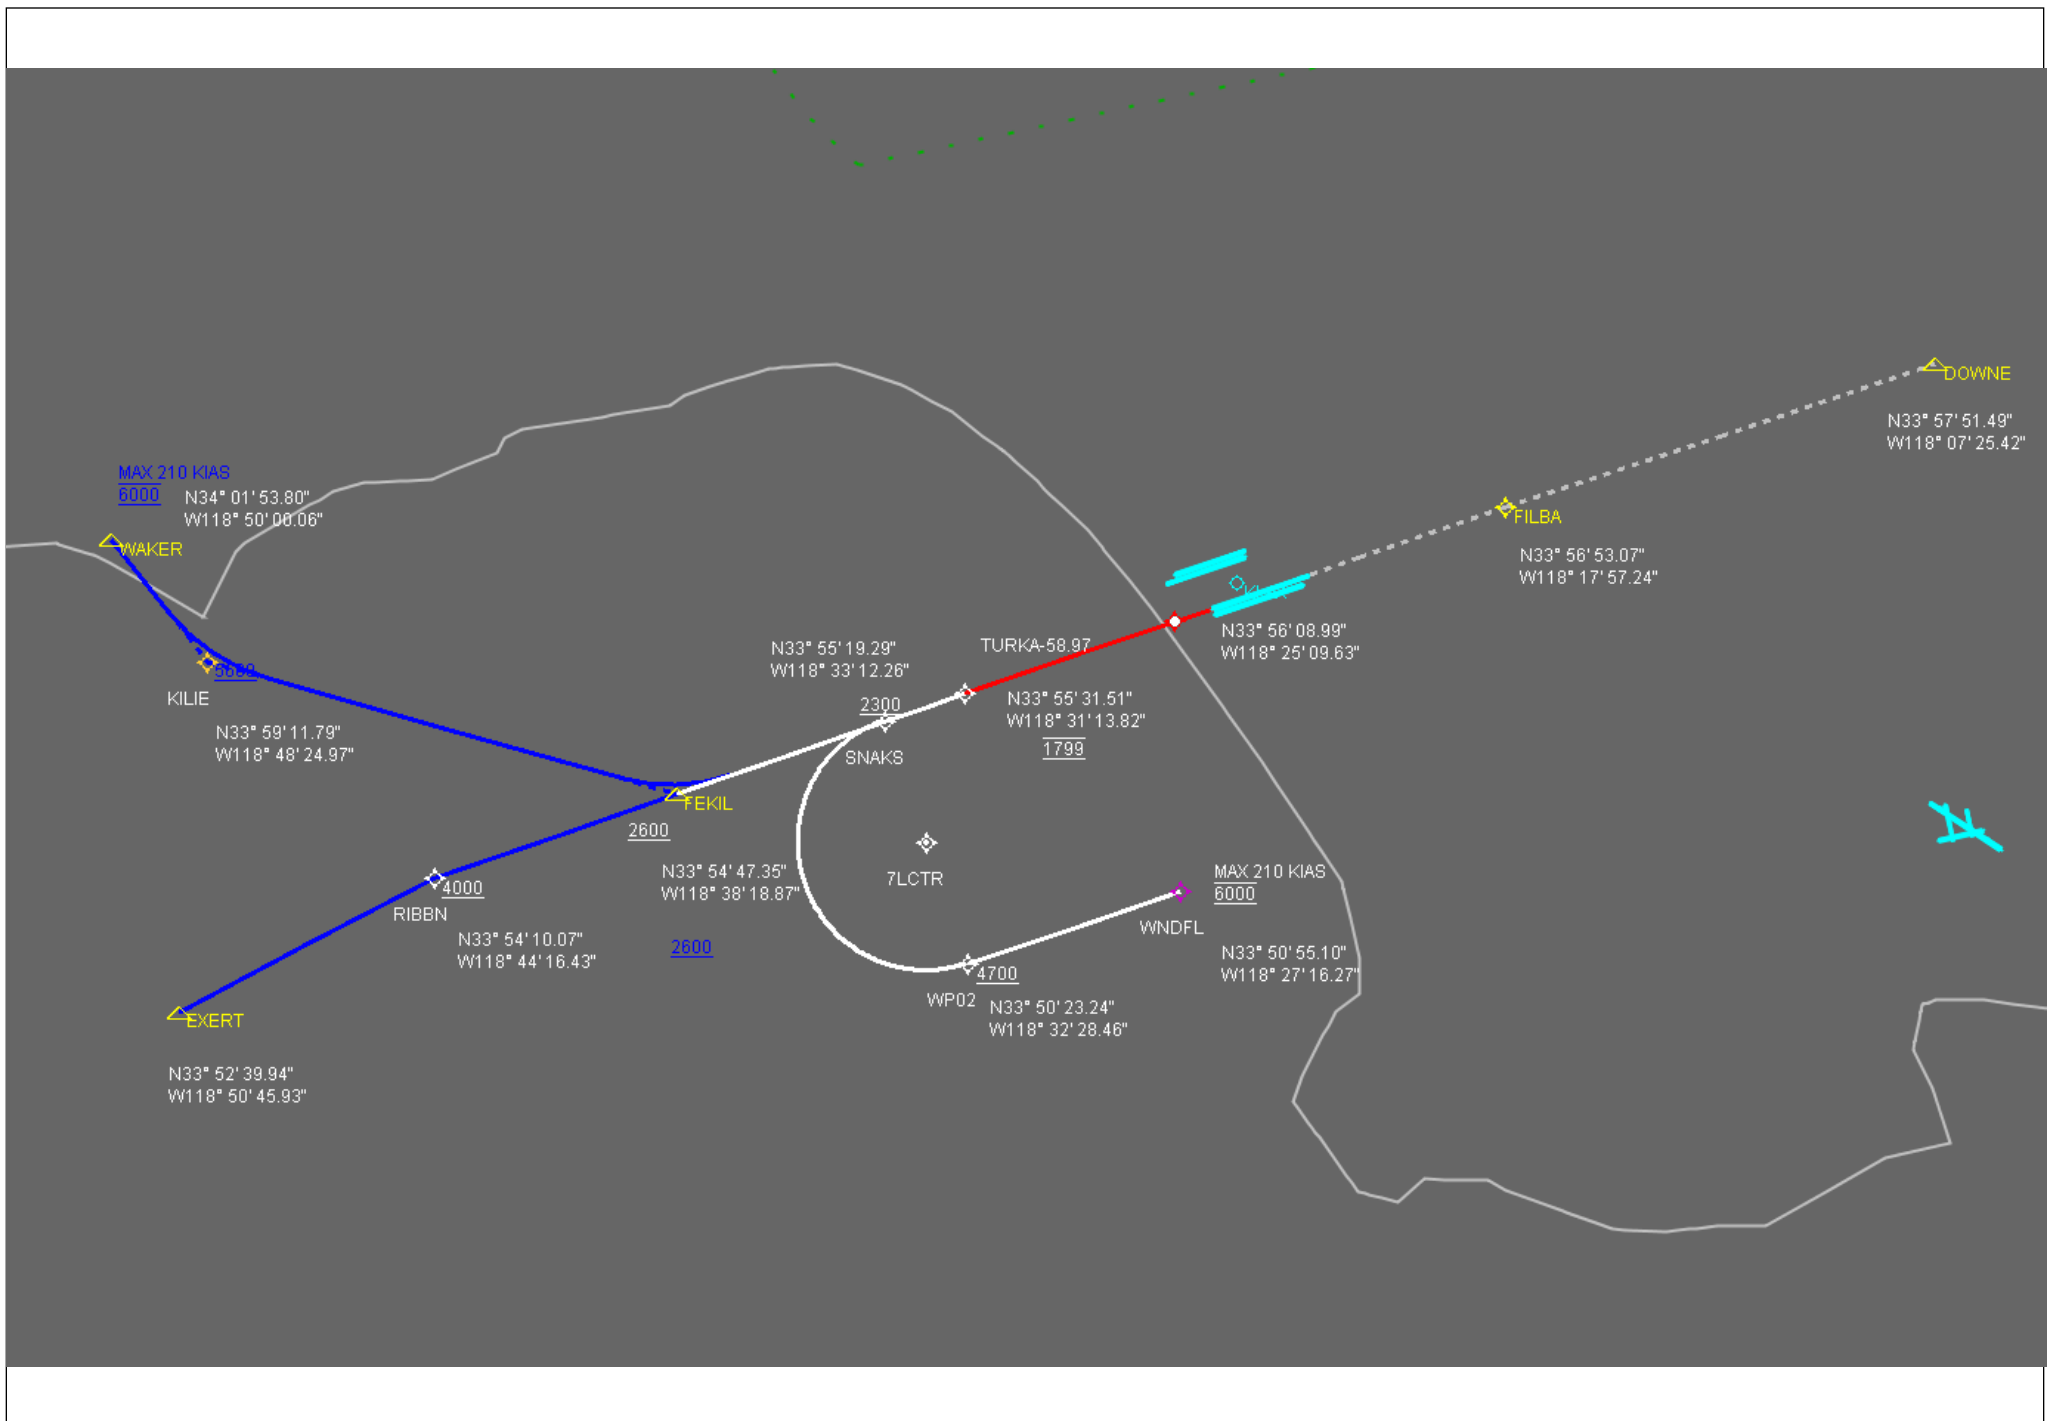 DOWNE
N33° 57' 51.49"
W118° 07' 25.42"
MAX 210 KIAS
6000
N34° 01' 53.80"
W118° 50' 00.06"
WAKER
FILBA
N33° 56' 53.07"
W118° 17' 57.24"
N33° 56' 08.99"
W118° 25' 09.63"
TURKA-58.97
N33° 55' 19.29"
W118° 33' 12.26"
KILIE
N33° 55' 31.51"
W118° 31' 13.82"
1799
2300
SNAKS
N33° 59' 11.79"
W118° 48' 24.97"
FEKIL
2600
N33° 54' 47.35"
W118° 38' 18.87"
7LCTR
MAX 210 KIAS
6000
4000
RIBBN
WNDFL
N33° 54' 10.07"
W118° 44' 16.43"
2600
N33° 50' 55.10"
W118° 27' 16.27"
4700
WP02
N33° 50' 23.24"
W118° 32' 28.46"
EXERT
N33° 52' 39.94"
W118° 50' 45.93"